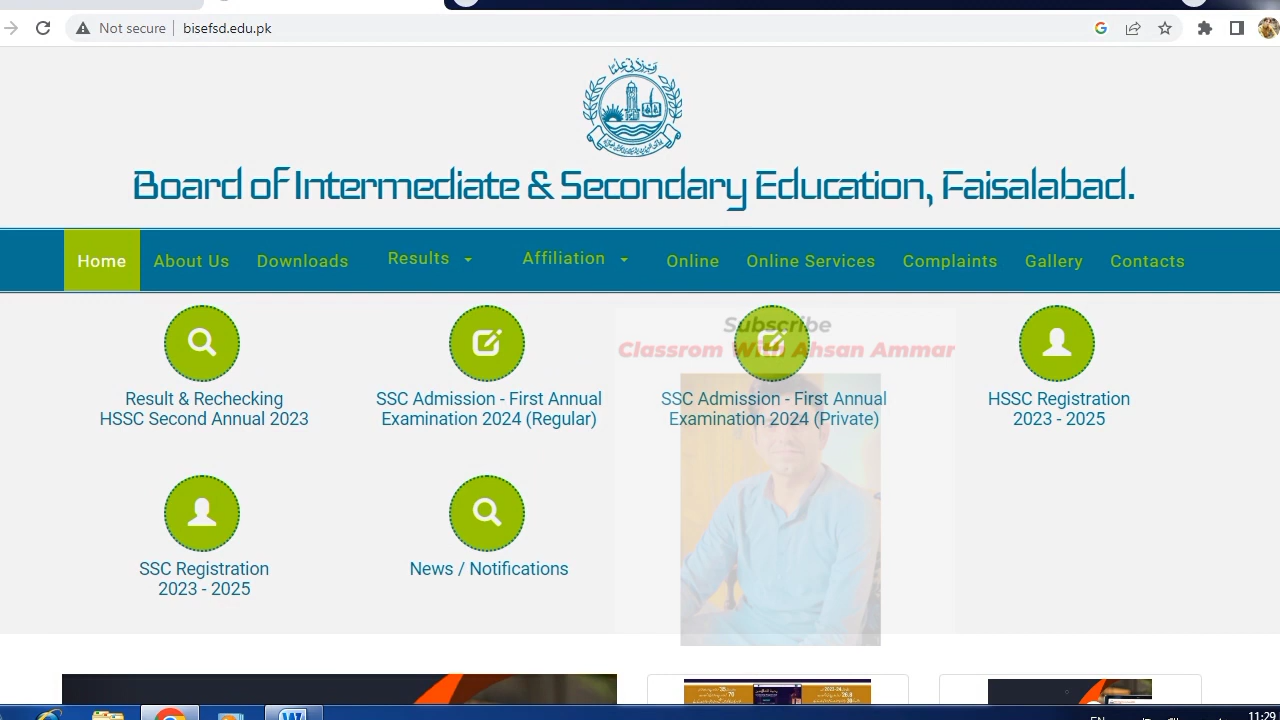 Not secure
bisefsd.edu.pk
Board of Intermediate & Secondary Education, Faisalabad.
Home
About Us
Downloads
Results
Affiliation
Online
Online Services
Complaints
Gallery
Contacts
Subscribe
Classrom With Ahsan Ammar
Result & Rechecking
HSSC Second Annual 2023
SSC Admission - First Annual
Examination 2024 (Regular)
SSC Admission - First Annual
Examination 2024 (Private)
HSSC Registration
2023 - 2025
SSC Registration
2023 - 2025
News / Notifications
EN
11:29